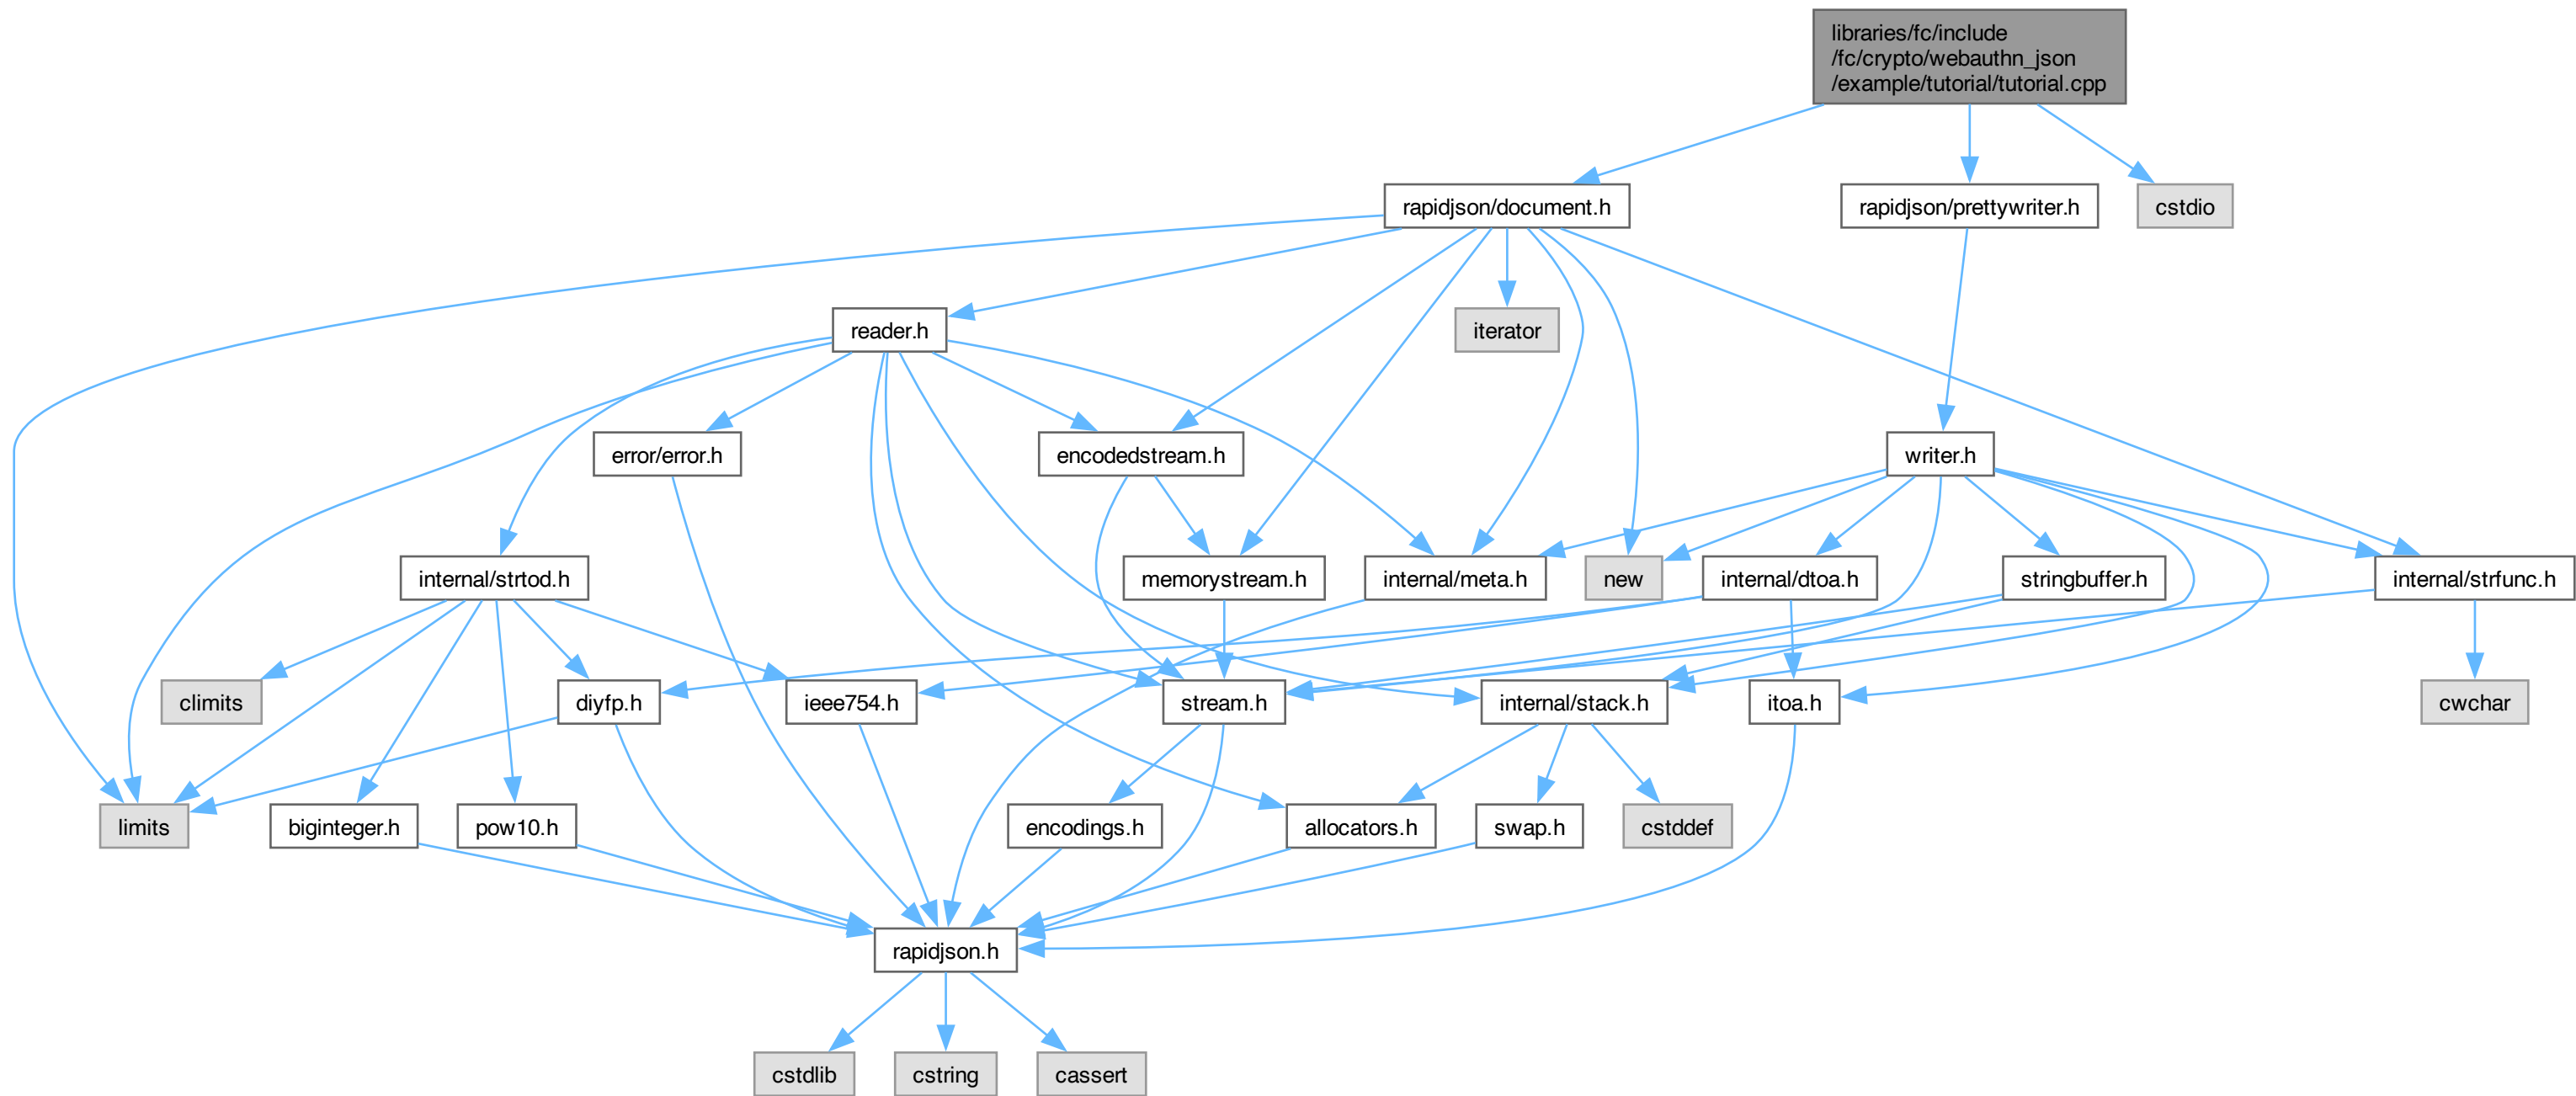 libraries/fc/include
/fc/crypto/webauthn_json
/example/tutorial/tutorial.cpp
rapidjson/document.h
rapidjson/prettywriter.h
cstdio
reader.h
iterator
error/error.h
encodedstream.h
writer.h
internal/strtod.h
memorystream.h
internal/meta.h
new
internal/dtoa.h
stringbuffer.h
internal/strfunc.h
climits
diyfp.h
ieee754.h
stream.h
internal/stack.h
itoa.h
cwchar
limits
biginteger.h
pow10.h
encodings.h
allocators.h
swap.h
cstddef
rapidjson.h
cstdlib
cstring
cassert